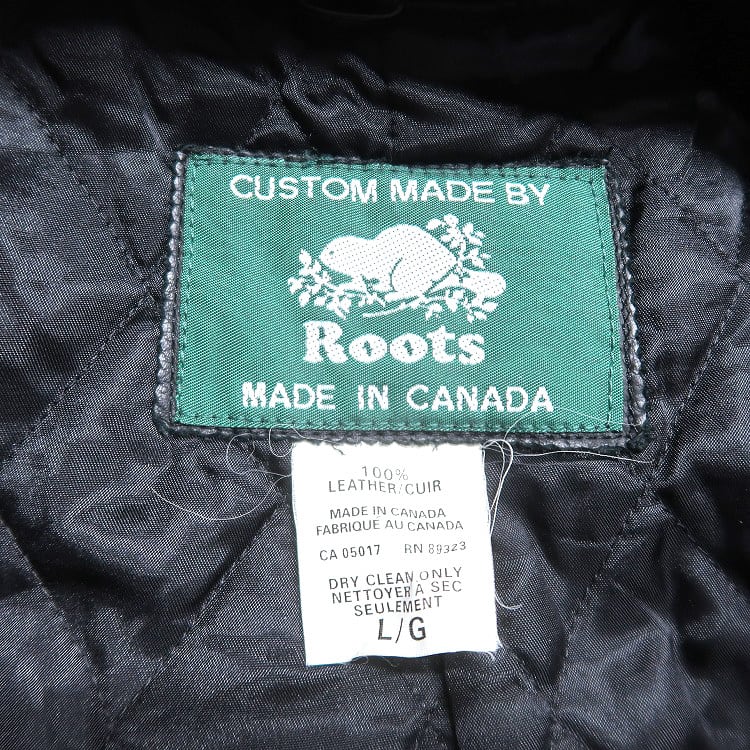 CUSTOM MADE BY
Roots
MADE IN CANADA
100%
LEATHER/CUIR
MADE IN CANADA
FABRIQUE AU CANADA
CA 05017 RN 89323
DRY CLEAN ONLY
NETTOYER A SEC
SEULEMENT
L/G